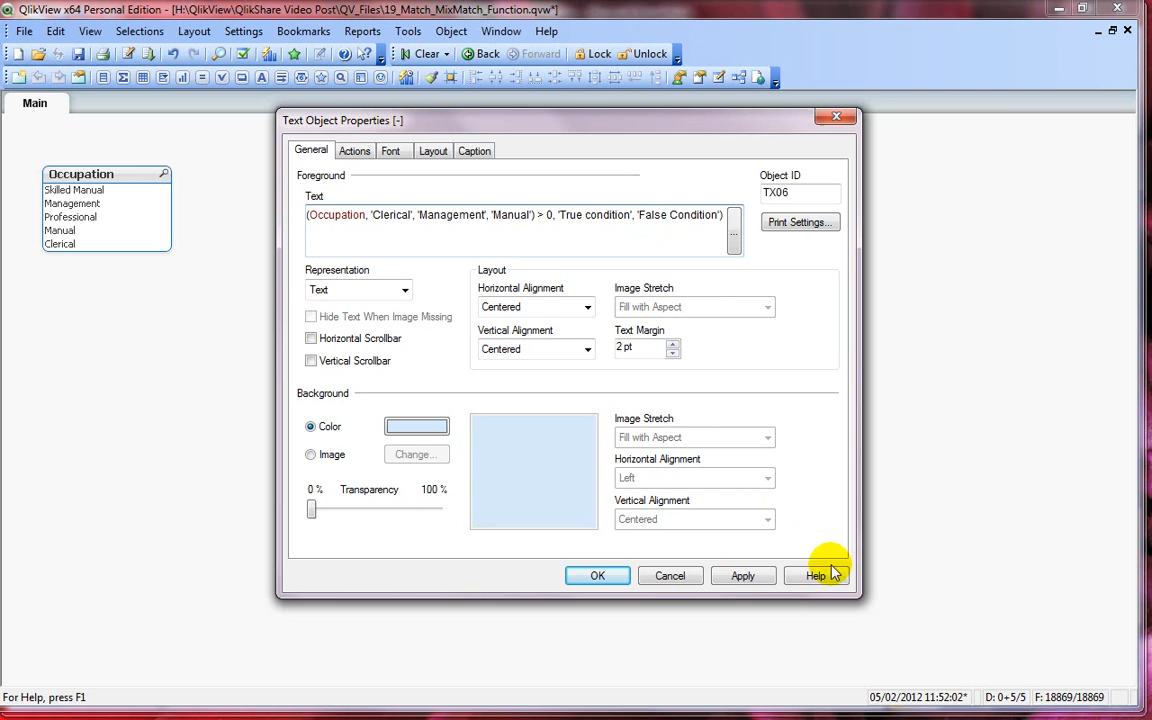 QlikView x64 Personal Edition - [H:\QlikView\QlikShare Video Post\QV_Files\19_Match_MixMatch_Function.qvw*]
File Edit View Selections Layout Settings Bookmarks Reports Tools Object Window Help
Clear Back Forward Lock Unlock
Main
Occupation
Skilled Manual
Management
Professional
Manual
Clerical
Text Object Properties [-]
General Actions Font Layout Caption
Foreground
Text
(Occupation, 'Clerical', 'Management', 'Manual') > 0, 'True condition', 'False Condition')
...
Object ID
TX06
Print Settings...
Representation
Text
Hide Text When Image Missing
Horizontal Scrollbar
Vertical Scrollbar
Layout
Horizontal Alignment
Centered
Vertical Alignment
Centered
Image Stretch
Fill with Aspect
Text Margin
2 pt
Background
Color
Image
Change...
0 % Transparency 100 %
Image Stretch
Fill with Aspect
Horizontal Alignment
Left
Vertical Alignment
Centered
OK Cancel Apply Help
For Help, press F1
05/02/2012 11:52:02* D: 0+5/5 F: 18869/18869